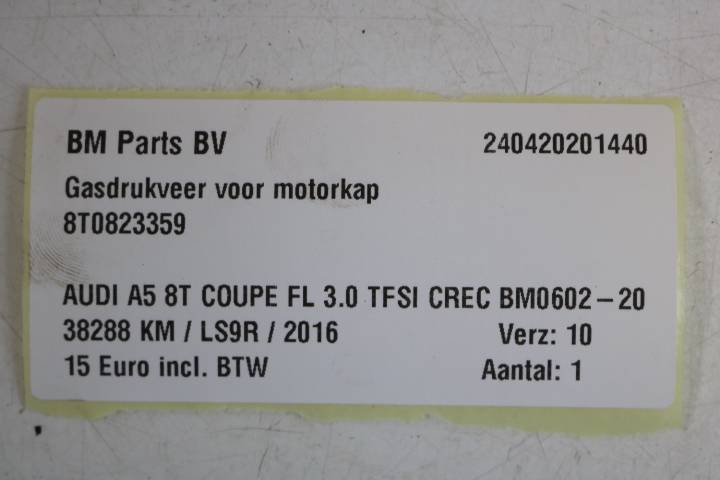 BM Parts BV 240420201440
Gasdrukveer voor motorkap
8T0823359
AUDI A5 8T COUPE FL 3.0 TFSI CREC BM0602-20
38288 KM / LS9R / 2016 Verz: 10
15 Euro incl. BTW Aantal: 1